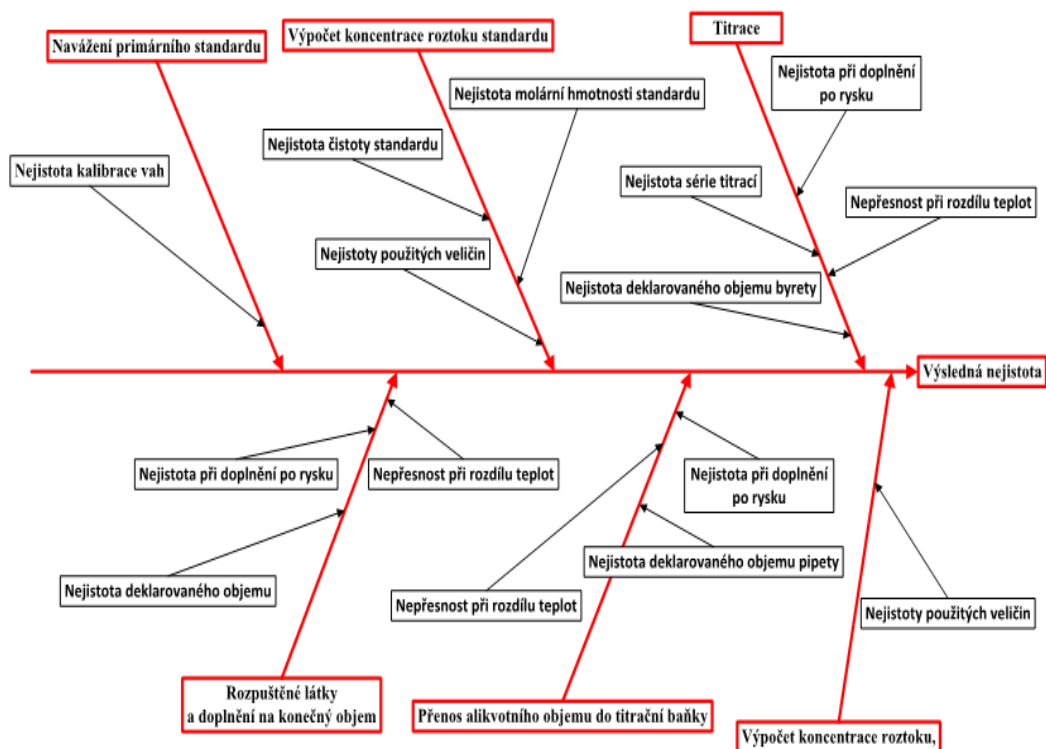 Navážení primárního standardu
Výpočet koncentrace roztoku standardu
Titrace
Nejistota při doplnění
po rysku
Nejistota molární hmotnosti standardu
Nejistota čistoty standardu
Nejistota kalibrace vah
Nejistota série titrací
Nepřesnost při rozdílu teplot
Nejistoty použitých veličin
Nejistota deklarovaného objemu byrety
Výsledná nejistota
Nejistota při doplnění po rysku
Nepřesnost při rozdílu teplot
Nejistota při doplnění
po rysku
Nejistota deklarovaného objemu pipety
Nejistota deklarovaného objemu
Nepřesnost při rozdílu teplot
Nejistoty použitých veličin
Rozpuštěné látky
a doplnění na konečný objem
Přenos alikvotního objemu do titrační baňky
Výpočet koncentrace roztoku,